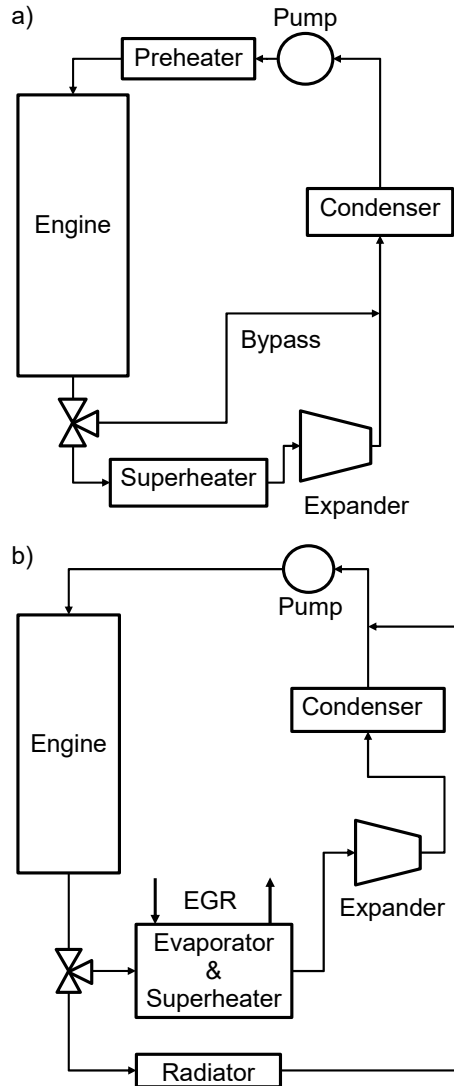 a)
Pump
Preheater
Engine
Condenser
Bypass
Superheater
Expander
b)
Pump
Engine
Condenser
Expander
EGR
Evaporator
&
Superheater
Radiator